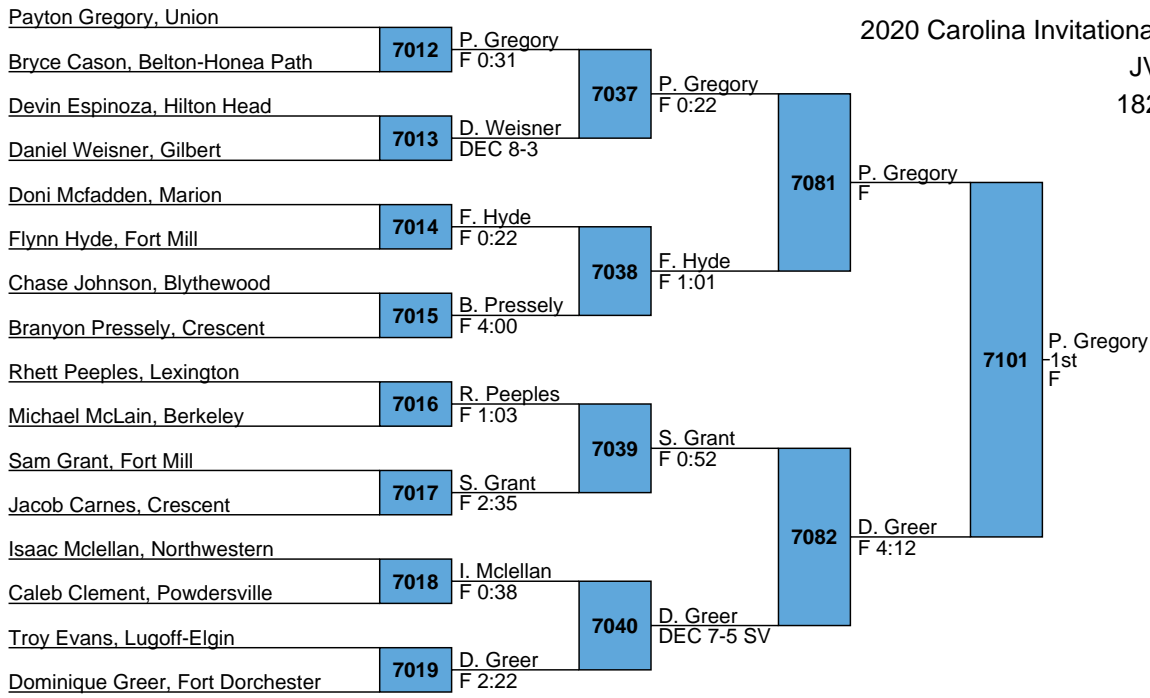 2020 Carolina Invitationa
JV
182
Payton Gregory, Union
Bryce Cason, Belton-Honea Path
Devin Espinoza, Hilton Head
Daniel Weisner, Gilbert
Doni Mcfadden, Marion
Flynn Hyde, Fort Mill
Chase Johnson, Blythewood
Branyon Pressely, Crescent
Rhett Peeples, Lexington
Michael McLain, Berkeley
Sam Grant, Fort Mill
Jacob Carnes, Crescent
Isaac Mclellan, Northwestern
Caleb Clement, Powdersville
Troy Evans, Lugoff-Elgin
Dominique Greer, Fort Dorchester
7012
7013
7014
7015
7016
7017
7018
7019
P. Gregory
F 0:31
D. Weisner
DEC 8-3
F. Hyde
F 0:22
B. Pressely
F 4:00
R. Peeples
F 1:03
S. Grant
F 2:35
I. Mclellan
F 0:38
D. Greer
F 2:22
7037
7038
7039
7040
P. Gregory
F 0:22
F. Hyde
F 1:01
S. Grant
F 0:52
D. Greer
DEC 7-5 SV
7081
7082
P. Gregory
F
D. Greer
F 4:12
7101
P. Gregory
1st
F